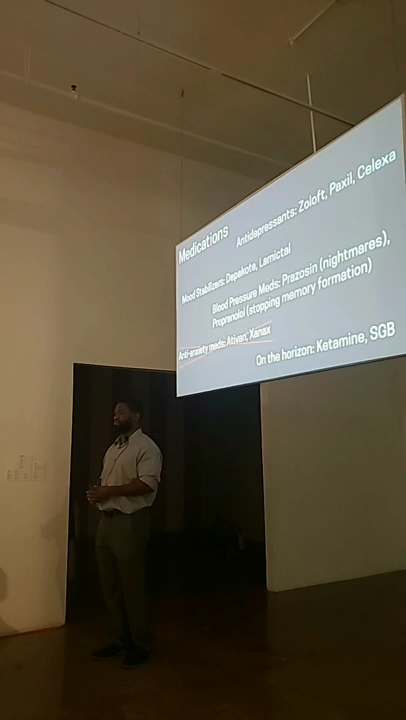 Medications
Antidepressants: Zoloft, Paxil, Celexa
Mood Stabilizers: Depakote, Lamictal
Blood Pressure Meds: Prazosin (nightmares),
Propranolol (stopping memory formation)
Anti-anxiety meds: Ativan, Xanax
On the horizon: Ketamine, SGB